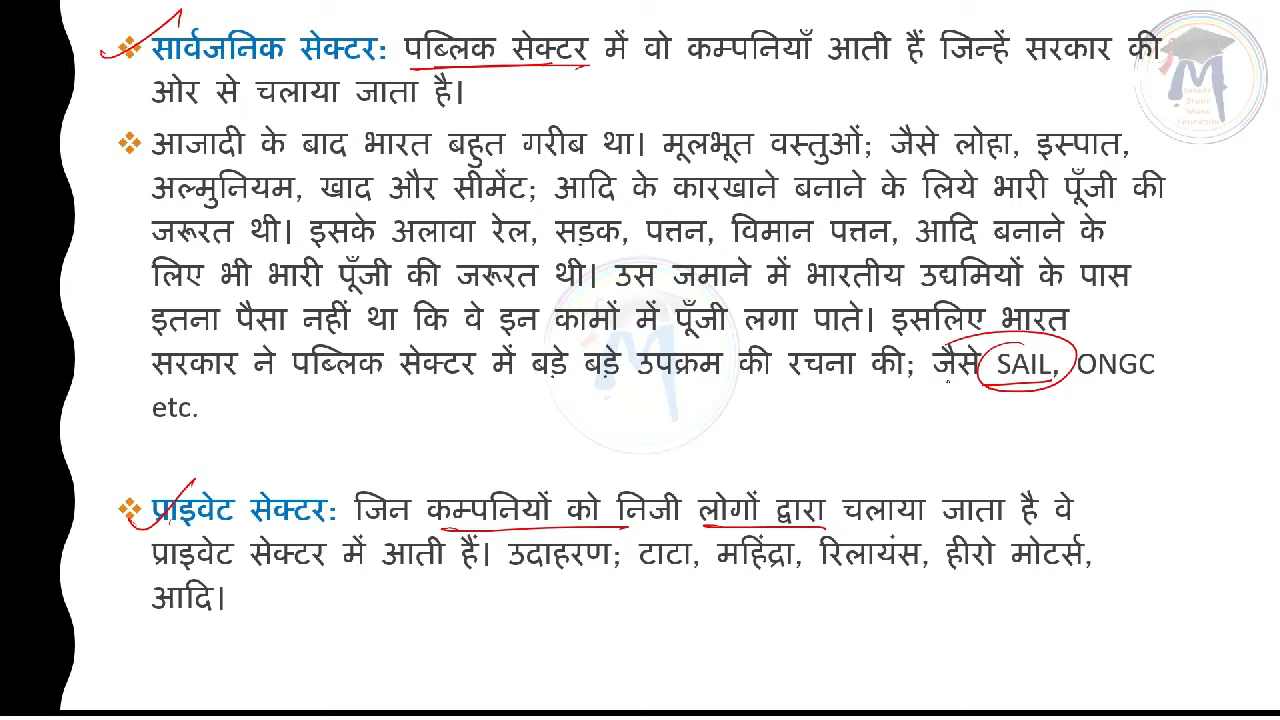 सार्वजनिक सेक्टर: पब्लिक सेक्टर में वो कम्पनियाँ आती हैं जिन्हें सरकार की
ओर से चलाया जाता है।
आजादी के बाद भारत बहुत गरीब था। मूलभूत वस्तुओं; जैसे लोहा, इस्पात,
अल्मुनियम, खाद और सीमेंट; आदि के कारखाने बनाने के लिये भारी पूँजी की
जरूरत थी। इसके अलावा रेल, सड़क, पत्तन, विमान पत्तन, आदि बनाने के
लिए भी भारी पूँजी की जरूरत थी। उस जमाने में भारतीय उद्यमियों के पास
इतना पैसा नहीं था कि वे इन कामों में पूँजी लगा पाते। इसलिए भारत
सरकार ने पब्लिक सेक्टर में बड़े बड़े उपक्रम की रचना की; जैसे SAIL, ONGC
etc.
प्राइवेट सेक्टर: जिन कम्पनियों को निजी लोगों द्वारा चलाया जाता है वे
प्राइवेट सेक्टर में आती हैं। उदाहरण; टाटा, महिंद्रा, रिलायंस, हीरो मोटर्स,
आदि।